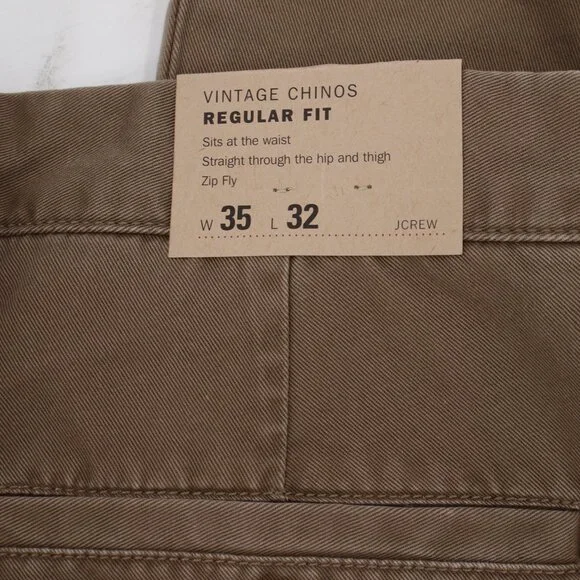 VINTAGE CHINOS
REGULAR FIT
Sits at the waist
Straight through the hip and thigh
Zip Fly
W 35 L 32 JCREW